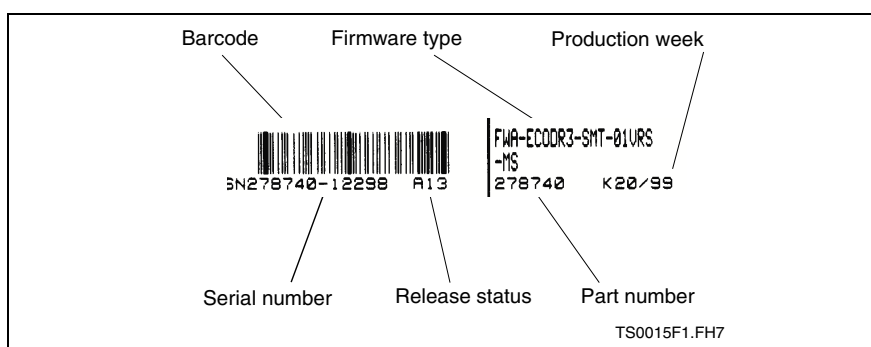 Barcode Firmware type Production week
FWA-ECODR3-SMT-01VRS
-MS
SN278740-12298 A13 278740 K20/99
Serial number Release status Part number
TS0015F1.FH7